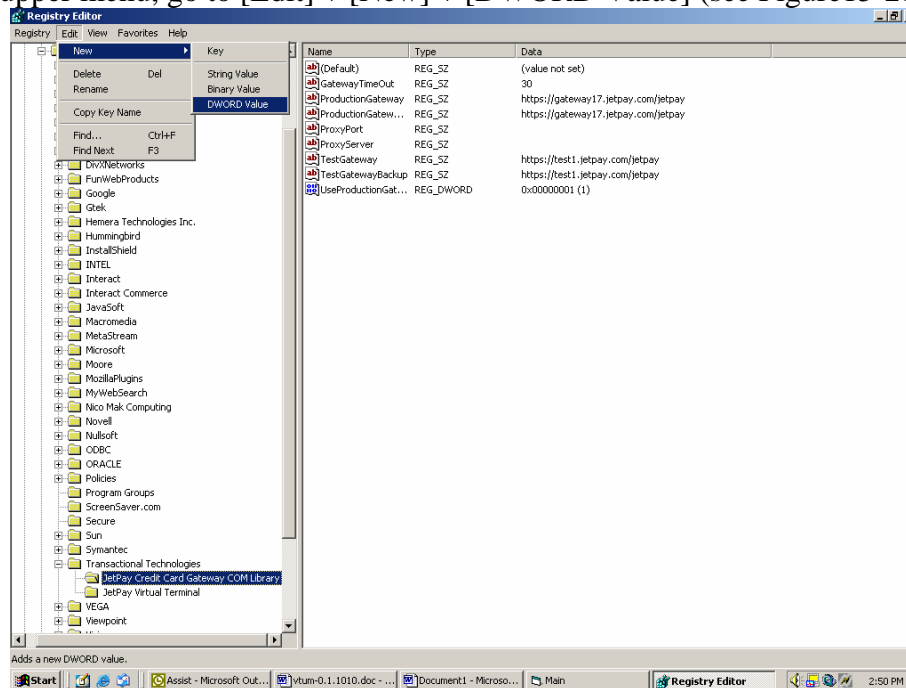 upper menu, go to [Edit]
[New]
Registry Editor
Registry Edit View Favorites Help
New
Delete Del
Rename
Copy Key Name
Find... Ctrl+F
Find Next F3
Key
String Value
Binary Value
DWORD Value
Name Type Data
(Default) REG_SZ (value not set)
GatewayTimeOut REG_SZ 30
ProductionGateway REG_SZ https://gateway17.jetpay.com/jetpay
ProductionGatew... REG_SZ https://gateway17.jetpay.com/jetpay
ProxyPort REG_SZ
ProxyServer REG_SZ
TestGateway REG_SZ https://test1.jetpay.com/jetpay
TestGatewayBackup REG_SZ https://test1.jetpay.com/jetpay
UseProductionGat... REG_DWORD 0x00000001 (1)
DivXNetworks
FunWebProducts
Google
Gtek
Hemera Technologies Inc.
Hummingbird
InstallShield
INTEL
Interact
Interact Commerce
JavaSoft
Macromedia
MetaStream
Microsoft
Moore
MozillaPlugins
MyWebSearch
Nico Mak Computing
Novell
Nullsoft
ODBC
ORACLE
Policies
Program Groups
ScreenSaver.com
Secure
Sun
Symantec
Transactional Technologies
JetPay Credit Card Gateway COM Library
JetPay Virtual Terminal
VEGA
Viewpoint
Adds a new DWORD value.
Start Assist - Microsoft Out... vtum-0.1.1010.doc - ... Document1 - Microso... Main Registry Editor 2:50 PM